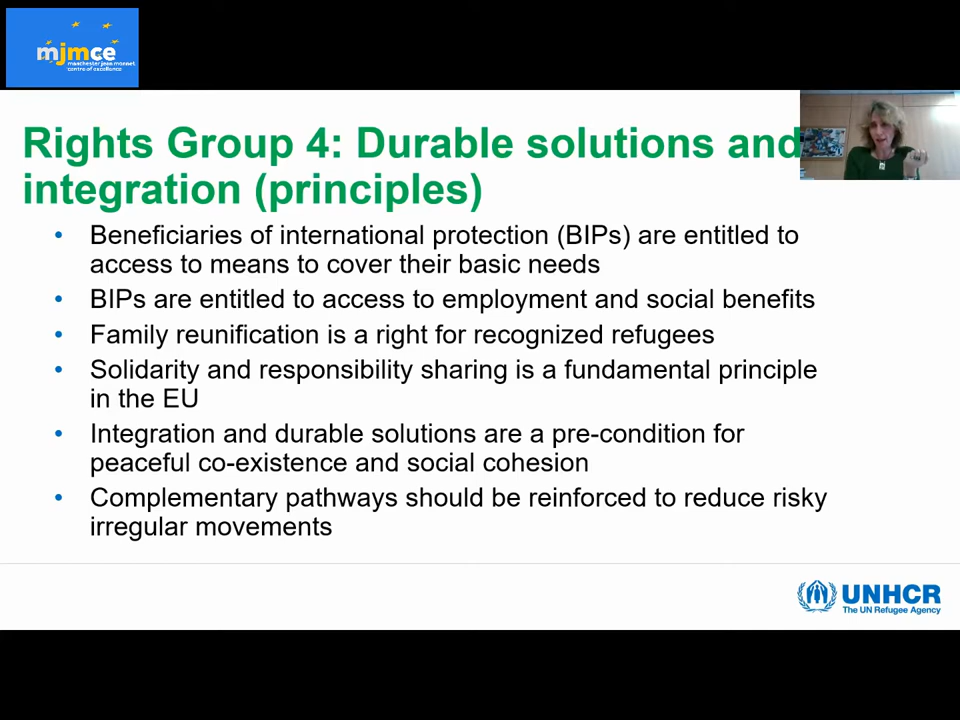 mjmce
manchester jean monnet
centre of excellence
Rights Group 4: Durable solutions and
integration (principles)
• Beneficiaries of international protection (BIPs) are entitled to
access to means to cover their basic needs
• BIPs are entitled to access to employment and social benefits
• Family reunification is a right for recognized refugees
• Solidarity and responsibility sharing is a fundamental principle
in the EU
• Integration and durable solutions are a pre-condition for
peaceful co-existence and social cohesion
• Complementary pathways should be reinforced to reduce risky
irregular movements
UNHCR
The UN Refugee Agency